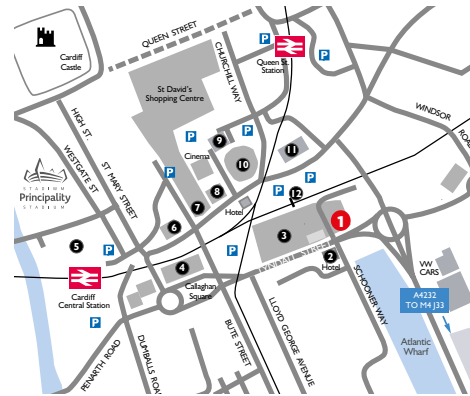 QUEEN STREET
P
Queen St.
Station
P
Cardiff
Castle
CHURCHILL WAY
P
St David's
Shopping Centre
WINDSOR
ROAD
HIGH ST.
P
P
9
11
Cinema
10
WESTGATE ST
ST MARY STREET
P
STADIWM
Principality
STADIUM
8
7
P
P
12
Hotel
6
1
5
P
P
3
2
Hotel
TYNDALL STREET
4
Cardiff
Central Station
Callaghan
Square
VW
CARS
A4232
TO M4 J33
P
PENARTH ROAD
DUMBALLS ROAD
BUTE STREET
LLOYD GEORGE AVENUE
SCHOONER WAY
Atlantic
Wharf